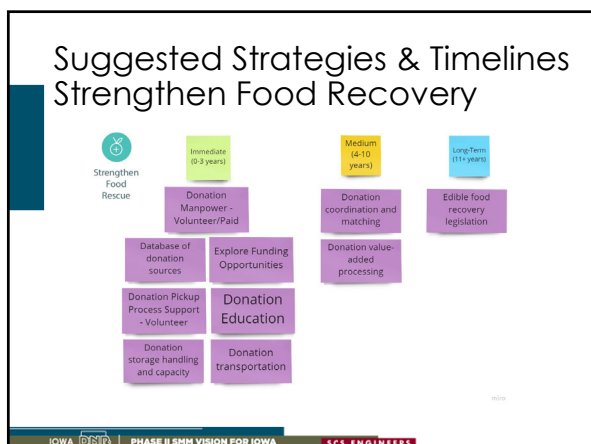 Suggested Strategies & Timelines
Strengthen Food Recovery
Strengthen
Food
Rescue
Immediate
(0-3 years)
Medium
(4-10
years)
Long-Term
(11+ years)
Donation
Manpower -
Volunteer/Paid
Donation
coordination and
matching
Edible food
recovery
legislation
Database of
donation
sources
Explore Funding
Opportunities
Donation value-
added
processing
Donation Pickup
Process Support
- Volunteer
Donation
Education
Donation
storage handling
and capacity
Donation
transportation
miro
IOWA DNR | PHASE II SMM VISION FOR IOWA
SCS ENGINEERS